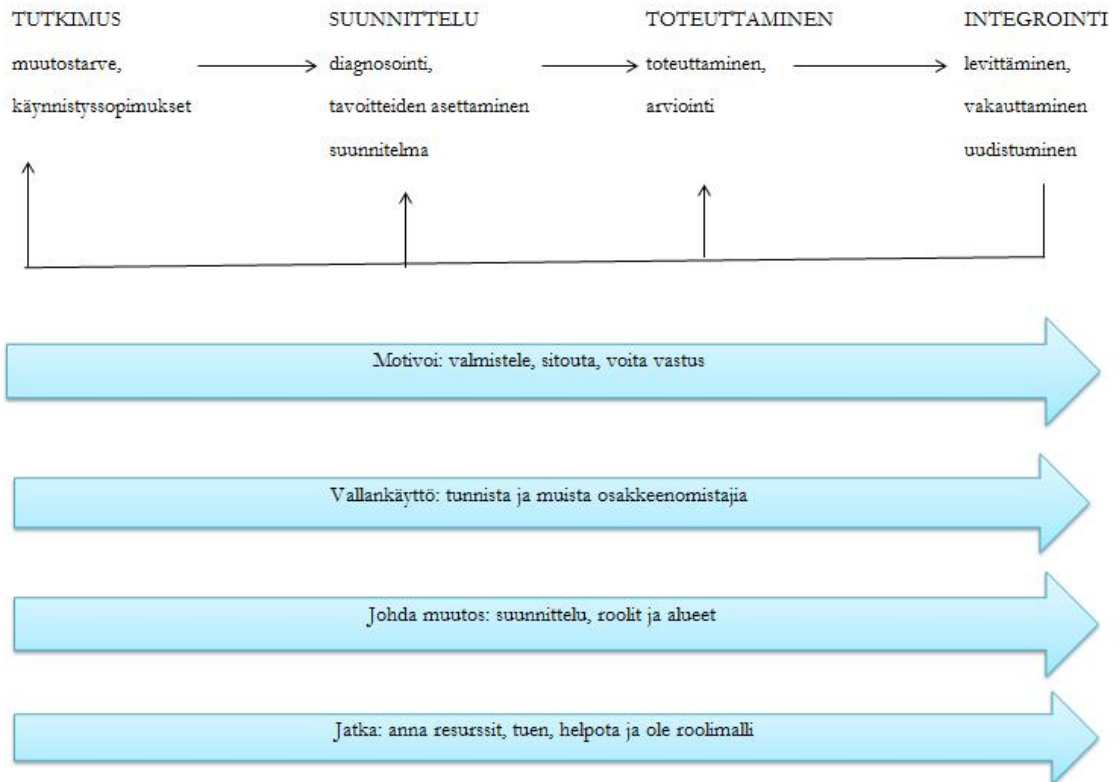 TUTKIMUS
muutostarve,
käynnistyssopimukset
SUUNNITTELU
diagnosointi,
tavoitteiden asettaminen
suunnitelma
TOTEUTTAMINEN
toteuttaminen,
arviointi
INTEGROINTI
levittäminen,
vakauttaminen
uudistuminen
Motivoi: valmistele, sitouta, voita vastus
Vallankäyttö: tunnista ja muista osakkeenomistajia
Johda muutos: suunnittelu, roolit ja alueet
Jatka: anna resurssit, tuen, helpota ja ole roolimalli